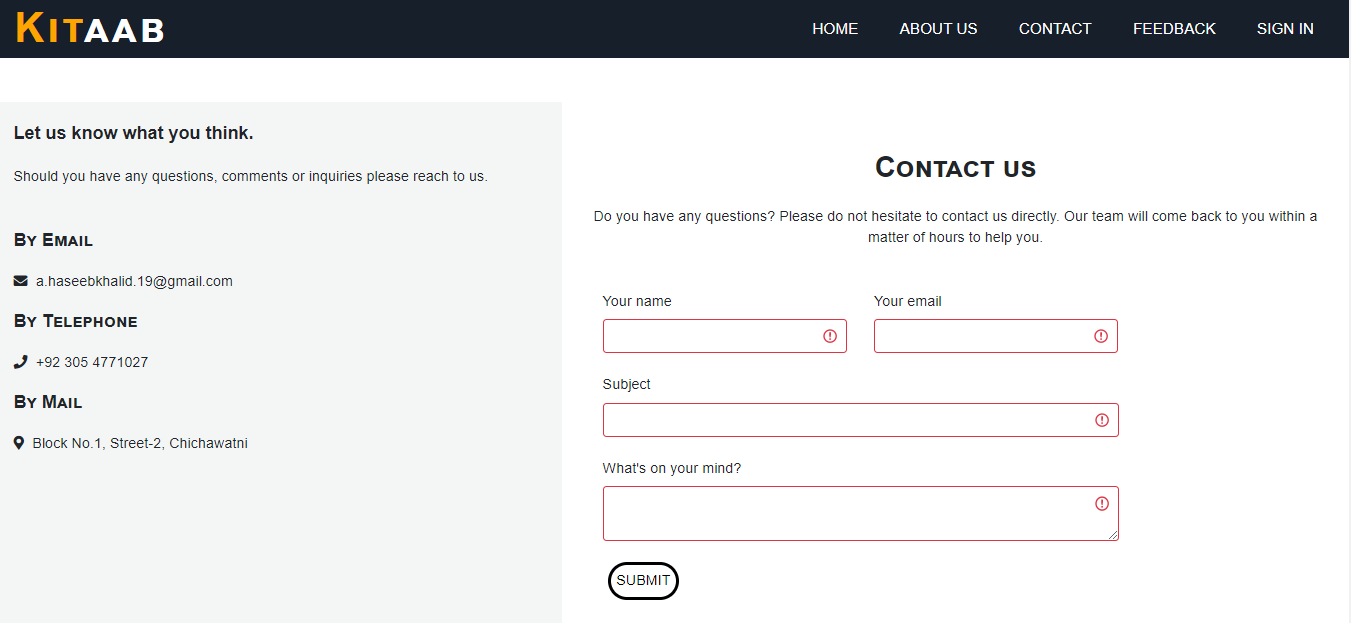 KITAAB
HOME ABOUT US CONTACT FEEDBACK SIGN IN
Let us know what you think.
Should you have any questions, comments or inquiries please reach to us.
BY EMAIL
a.haseebkhalid.19@gmail.com
BY TELEPHONE
+92 305 4771027
BY MAIL
Block No.1, Street-2, Chichawatni
CONTACT US
Do you have any questions? Please do not hesitate to contact us directly. Our team will come back to you within a
matter of hours to help you.
Your name Your email
Subject
What's on your mind?
SUBMIT